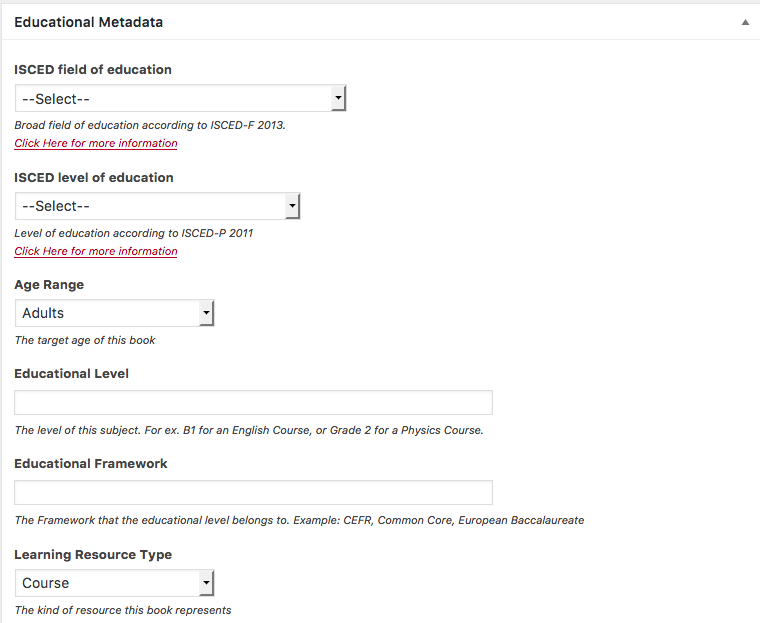 Educational Metadata
ISCED field of education
--Select--
Broad field of education according to ISCED-F 2013.
Click Here for more information
ISCED level of education
--Select--
Level of education according to ISCED-P 2011
Click Here for more information
Age Range
Adults
The target age of this book
Educational Level
The level of this subject. For ex. B1 for an English Course, or Grade 2 for a Physics Course.
Educational Framework
The Framework that the educational level belongs to. Example: CEFR, Common Core, European Baccalaureate
Learning Resource Type
Course
The kind of resource this book represents